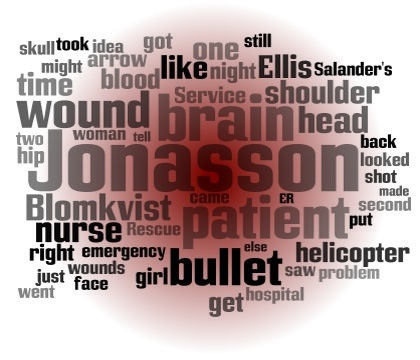 skull took idea got one still
might arrow like night Ellis Salander's
time blood Service shoulder
wound brain head
two woman tell back
hip Jonasson looked
shot
came ER made
Blomkvist patient second
nurse Rescue put
right emergency else helicopter
just wounds girl bullet saw problem
went face get hospital